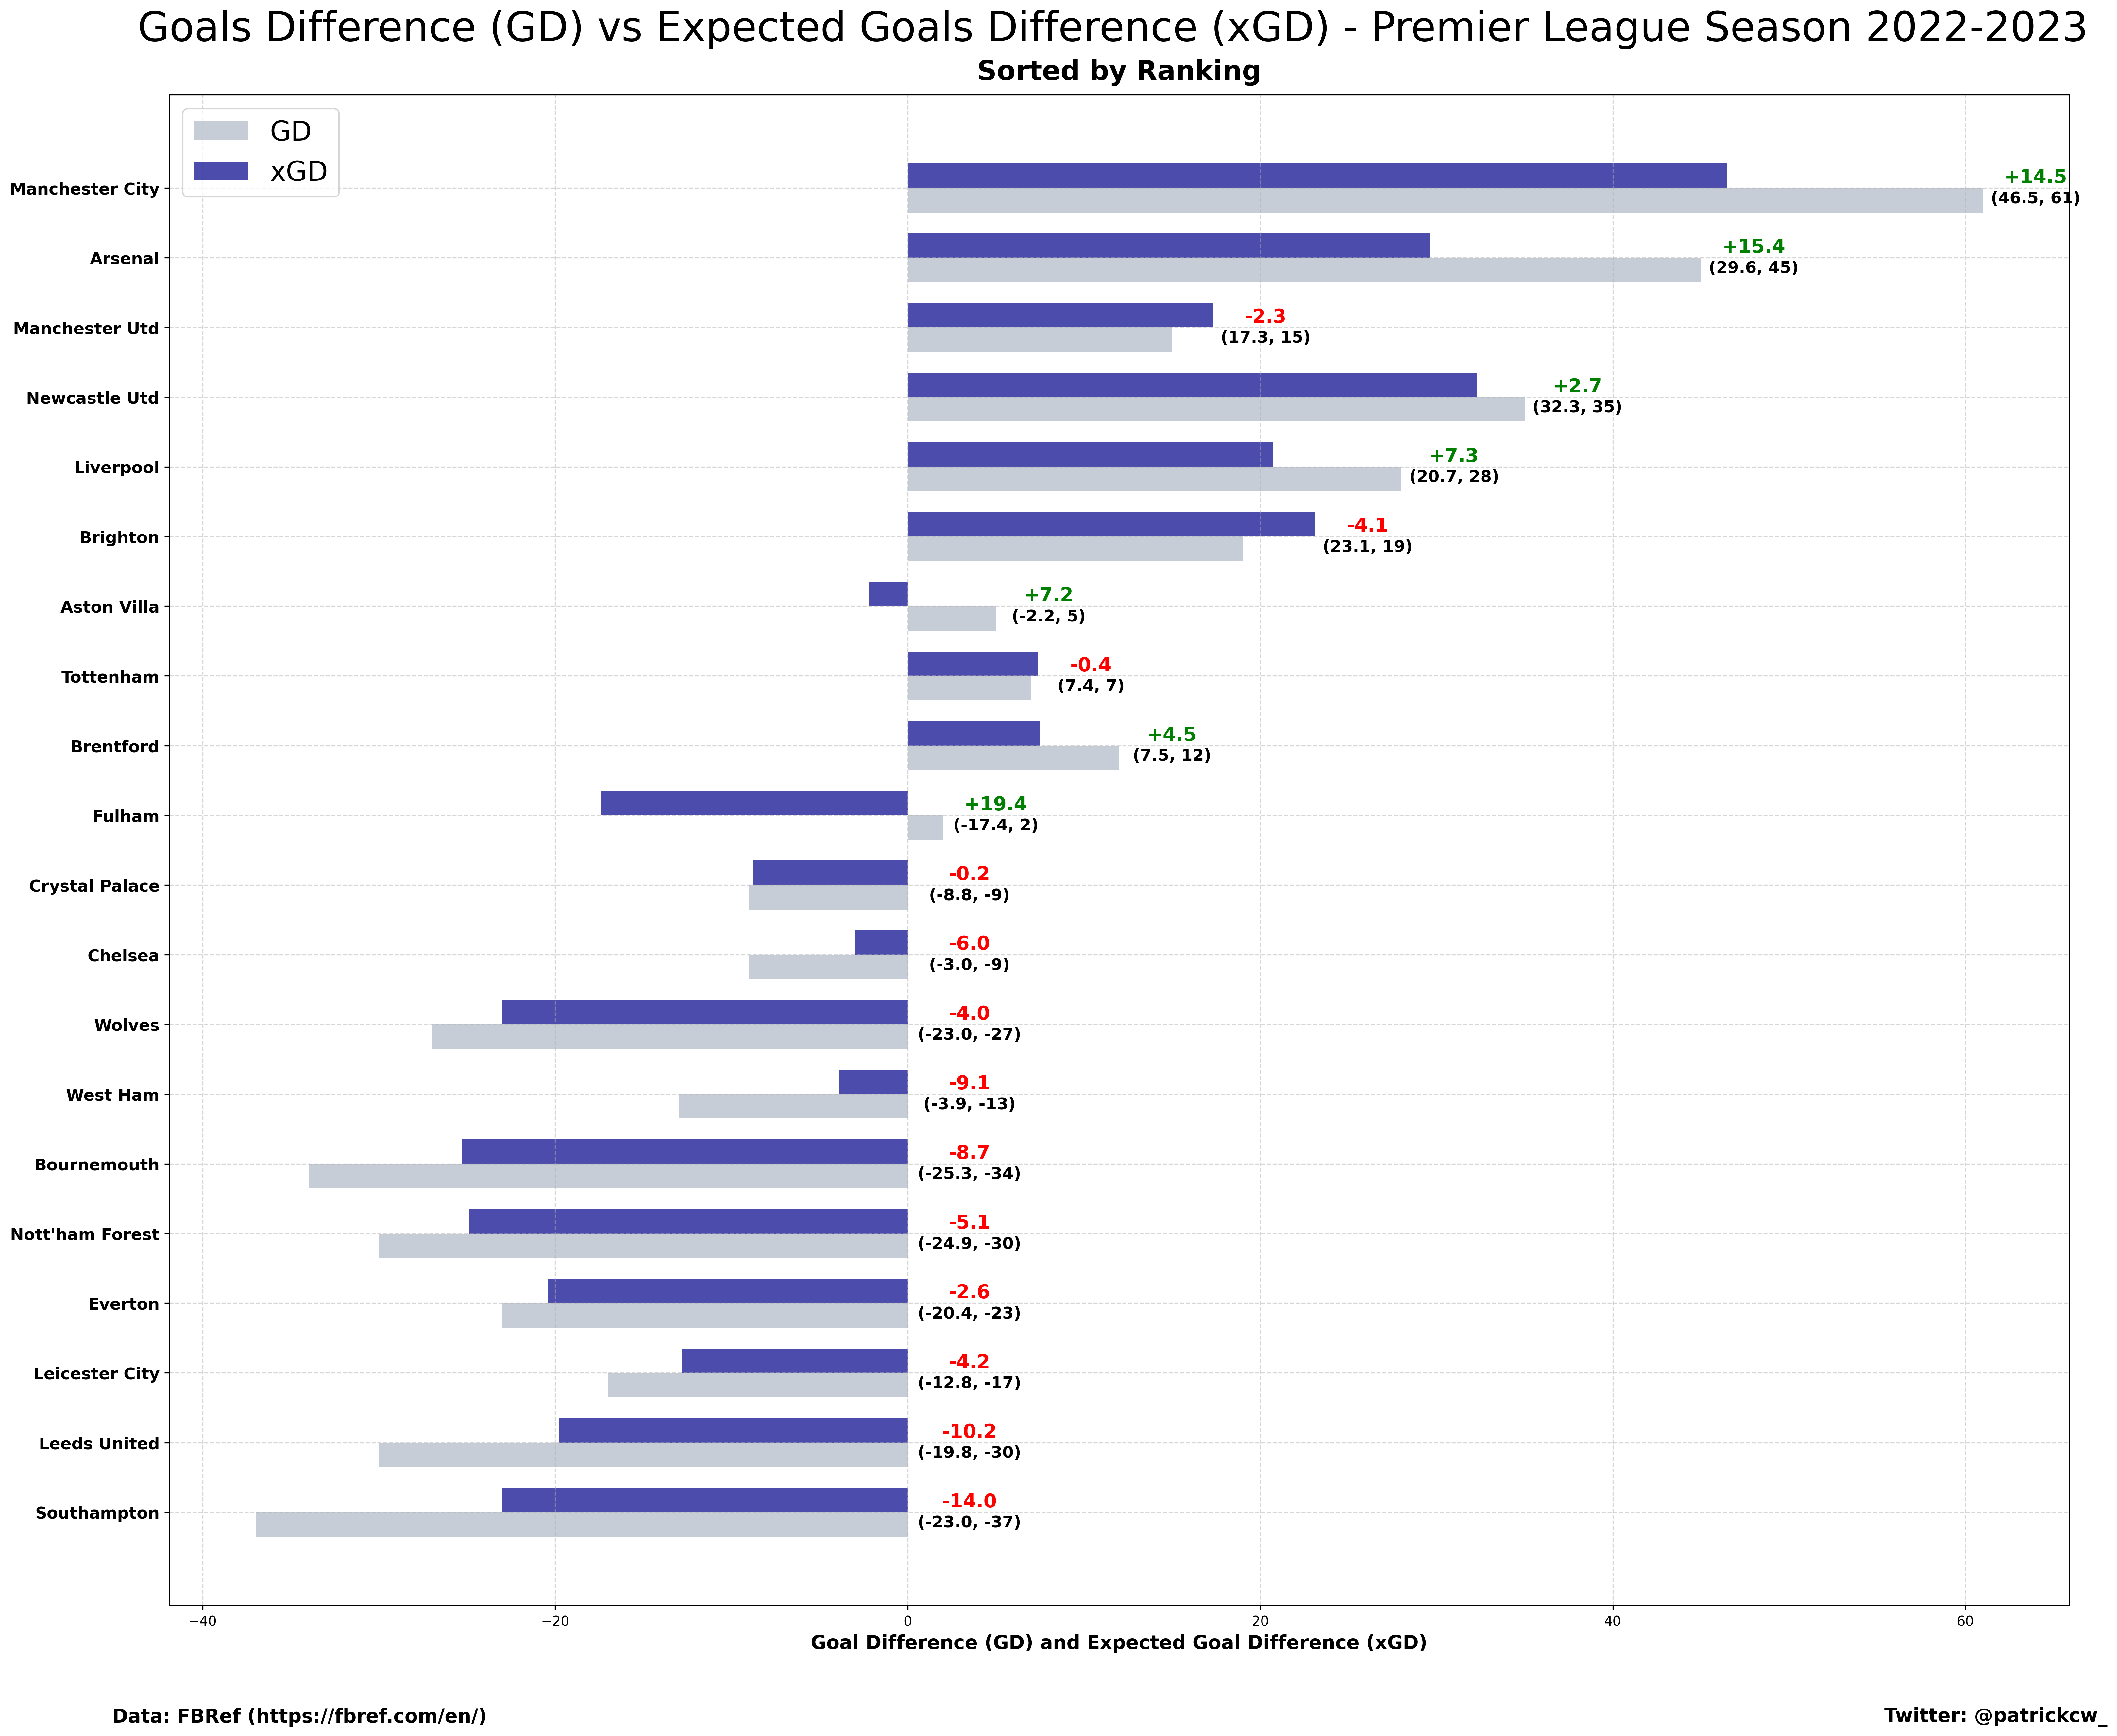 Goals Difference (GD) vs Expected Goals Difference (xGD) - Premier League Season 2022-2023
Sorted by Ranking
GD
xGD
Manchester City
+14.5
(46.5, 61)
Arsenal
+15.4
(29.6, 45)
Manchester Utd
-2.3
(17.3, 15)
Newcastle Utd
+2.7
(32.3, 35)
Liverpool
+7.3
(20.7, 28)
Brighton
-4.1
(23.1, 19)
Aston Villa
+7.2
(-2.2, 5)
Tottenham
-0.4
(7.4, 7)
Brentford
+4.5
(7.5, 12)
Fulham
+19.4
(-17.4, 2)
Crystal Palace
-0.2
(-8.8, -9)
Chelsea
-6.0
(-3.0, -9)
Wolves
-4.0
(-23.0, -27)
West Ham
-9.1
(-3.9, -13)
Bournemouth
-8.7
(-25.3, -34)
Nott'ham Forest
-5.1
(-24.9, -30)
Everton
-2.6
(-20.4, -23)
Leicester City
-4.2
(-12.8, -17)
Leeds United
-10.2
(-19.8, -30)
Southampton
-14.0
(-23.0, -37)
−40 −20 0 20 40 60
Goal Difference (GD) and Expected Goal Difference (xGD)
Data: FBRef (https://fbref.com/en/)
Twitter: @patrickcw_